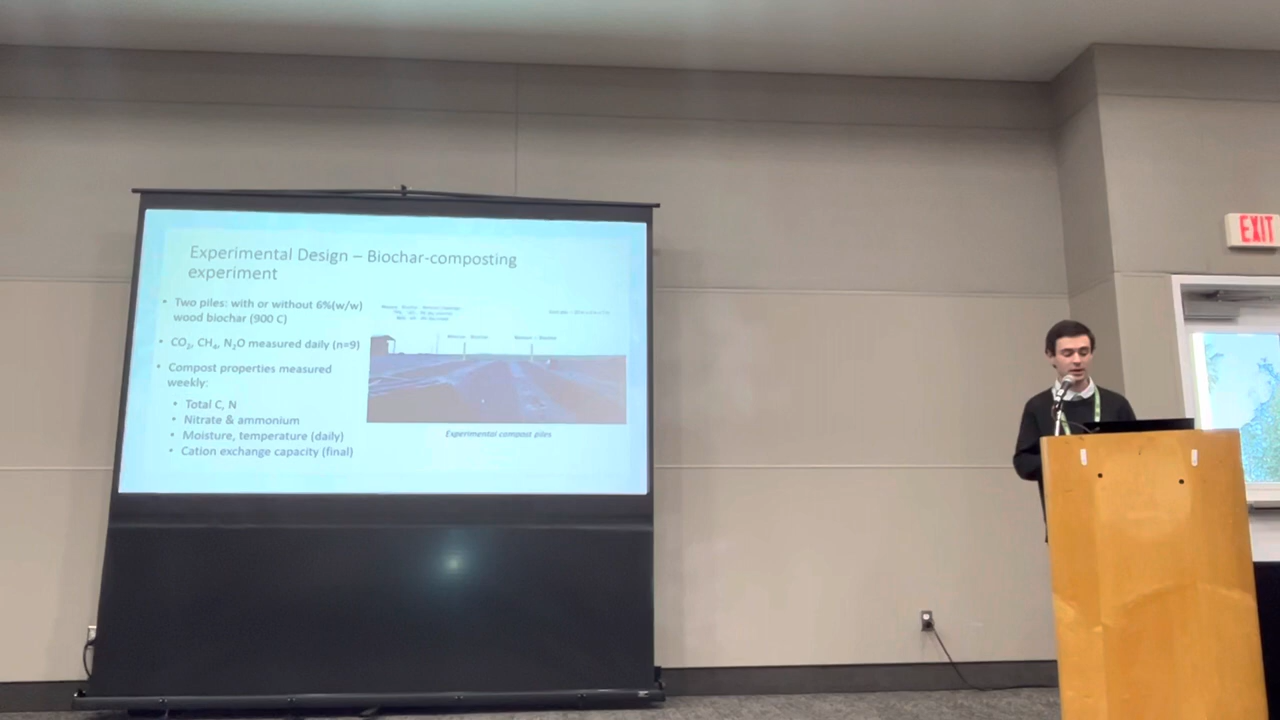 Experimental Design – Biochar-composting
experiment
• Two piles: with or without 6%(w/w)
wood biochar (900 C)
• CO₂, CH₄, N₂O measured daily (n=9)
• Compost properties measured
weekly:
• Total C, N
• Nitrate & ammonium
• Moisture, temperature (daily)
• Cation exchange capacity (final)
Experimental compost piles
EXIT